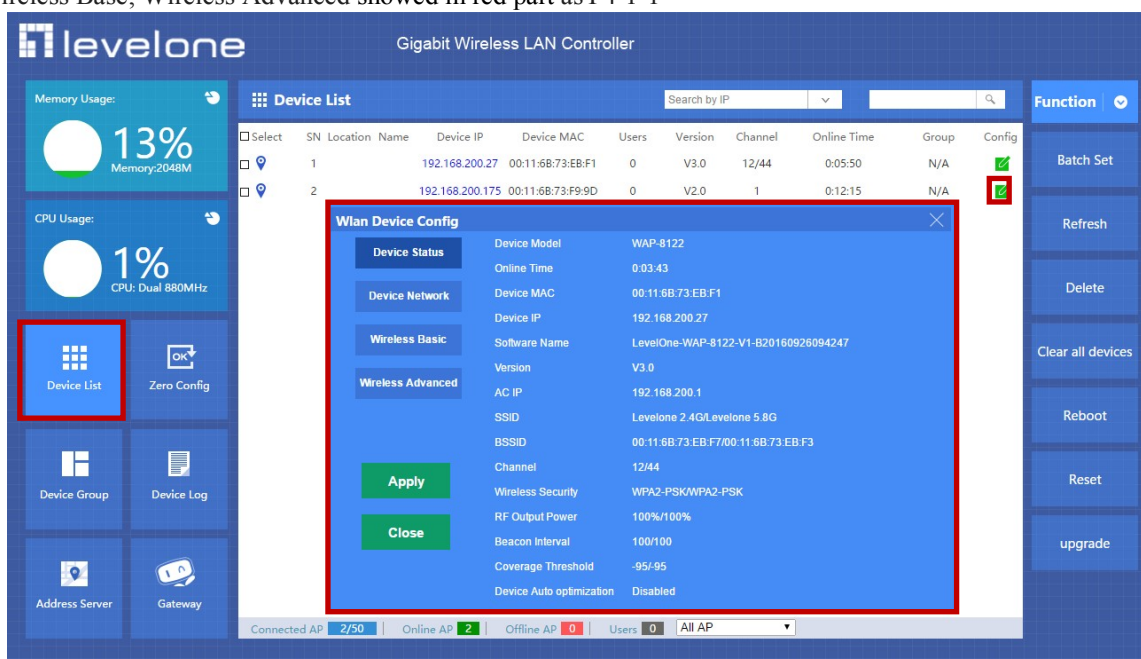 ireless Base, Wireless Advanced showed in red part as
levelone
Gigabit Wireless LAN Controller
Memory Usage:
13%
Memory:2048M
CPU Usage:
1%
CPU: Dual 880MHz
Device List
Zero Config
OK
Device Group
Device Log
Address Server
Gateway
Device List
Search by IP
Select SN Location Name Device IP Device MAC Users Version Channel Online Time Group Config
1 192.168.200.27 00:11:6B:73:EB:F1 0 V3.0 12/44 0:05:50 N/A
2 192.168.200.175 00:11:6B:73:F9:9D 0 V2.0 1 0:12:15 N/A
Wlan Device Config
Device Status
Device Network
Wireless Basic
Wireless Advanced
Apply
Close
Device Model WAP-8122
Online Time 0:03:43
Device MAC 00:11:6B:73:EB:F1
Device IP 192.168.200.27
Software Name LevelOne-WAP-8122-V1-B20160926094247
Version V3.0
AC IP 192.168.200.1
SSID Levelone 2.4G/Levelone 5.8G
BSSID 00:11:6B:73:EB:F7/00:11:6B:73:EB:F3
Channel 12/44
Wireless Security WPA2-PSK/WPA2-PSK
RF Output Power 100%/100%
Beacon Interval 100/100
Coverage Threshold -95/-95
Device Auto optimization Disabled
Connected AP 2/50 | Online AP 2 | Offline AP 0 | Users 0 All AP
Function
Batch Set
Refresh
Delete
Clear all devices
Reboot
Reset
upgrade